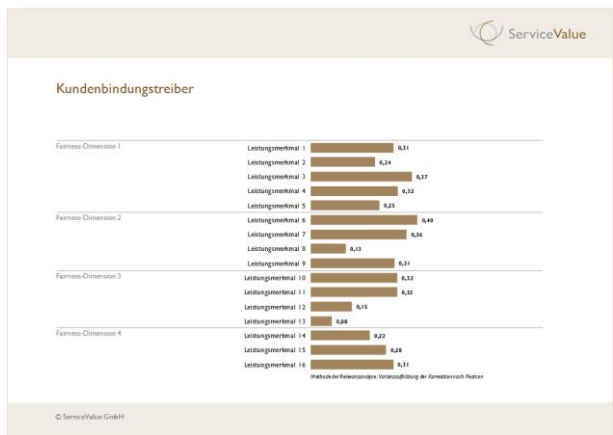 ServiceValue
Kundenbindungstreiber
Fairness-Dimension 1
Leistungsmerkmal 1 0,31
Leistungsmerkmal 2 0,24
Leistungsmerkmal 3 0,37
Leistungsmerkmal 4 0,32
Leistungsmerkmal 5 0,25
Fairness-Dimension 2
Leistungsmerkmal 6 0,40
Leistungsmerkmal 7 0,36
Leistungsmerkmal 8 0,13
Leistungsmerkmal 9 0,31
Fairness-Dimension 3
Leistungsmerkmal 10 0,32
Leistungsmerkmal 11 0,32
Leistungsmerkmal 12 0,15
Leistungsmerkmal 13 0,08
Fairness-Dimension 4
Leistungsmerkmal 14 0,22
Leistungsmerkmal 15 0,28
Leistungsmerkmal 16 0,31
Methode der Relevanzanalyse: Varianzaufklärung der Korrelation nach Pearson
© ServiceValue GmbH